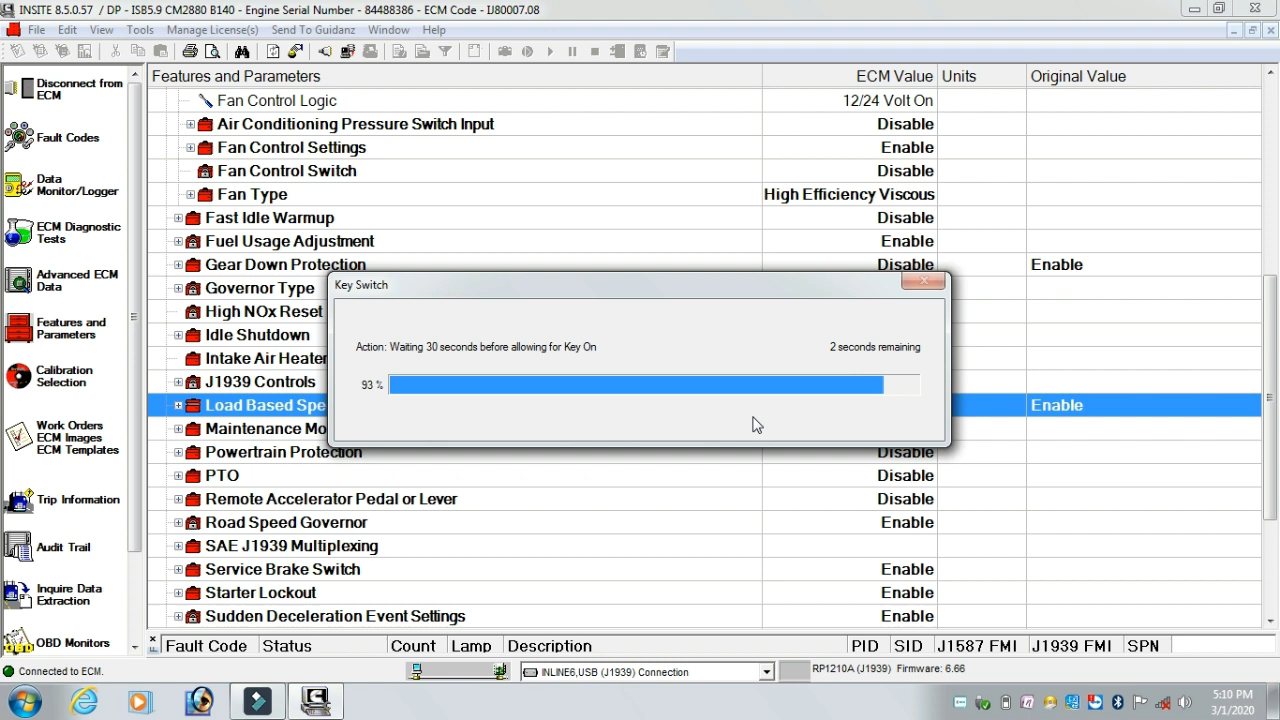 INSITE 8.5.0.57 / DP - ISB5.9 CM2880 B140 - Engine Serial Number - 84488386 - ECM Code - IJ80007.08
File Edit View Tools Manage License(s) Send To Guidanz Window Help
Disconnect from ECM
Fault Codes
Data Monitor/Logger
ECM Diagnostic Tests
Advanced ECM Data
Features and Parameters
Calibration Selection
Work Orders ECM Images ECM Templates
Trip Information
Audit Trail
Inquire Data Extraction
OBD Monitors
Features and Parameters ECM Value Units Original Value
Fan Control Logic 12/24 Volt On
Air Conditioning Pressure Switch Input Disable
Fan Control Settings Enable
Fan Control Switch Disable
Fan Type High Efficiency Viscous
Fast Idle Warmup Disable
Fuel Usage Adjustment Enable
Gear Down Protection Disable Enable
Governor Type
High NOx Reset
Idle Shutdown
Intake Air Heater
J1939 Controls
Load Based Spe Enable
Maintenance Mo
Powertrain Protection Disable
PTO Disable
Remote Accelerator Pedal or Lever Disable
Road Speed Governor Enable
SAE J1939 Multiplexing
Service Brake Switch Enable
Starter Lockout Enable
Sudden Deceleration Event Settings Enable
Key Switch
Action: Waiting 30 seconds before allowing for Key On 2 seconds remaining
93 %
Fault Code Status Count Lamp Description PID SID J1587 FMI J1939 FMI SPN
Connected to ECM. INLINE6,USB (J1939) Connection RP1210A (J1939) Firmware: 6.66
5:10 PM
3/1/2020